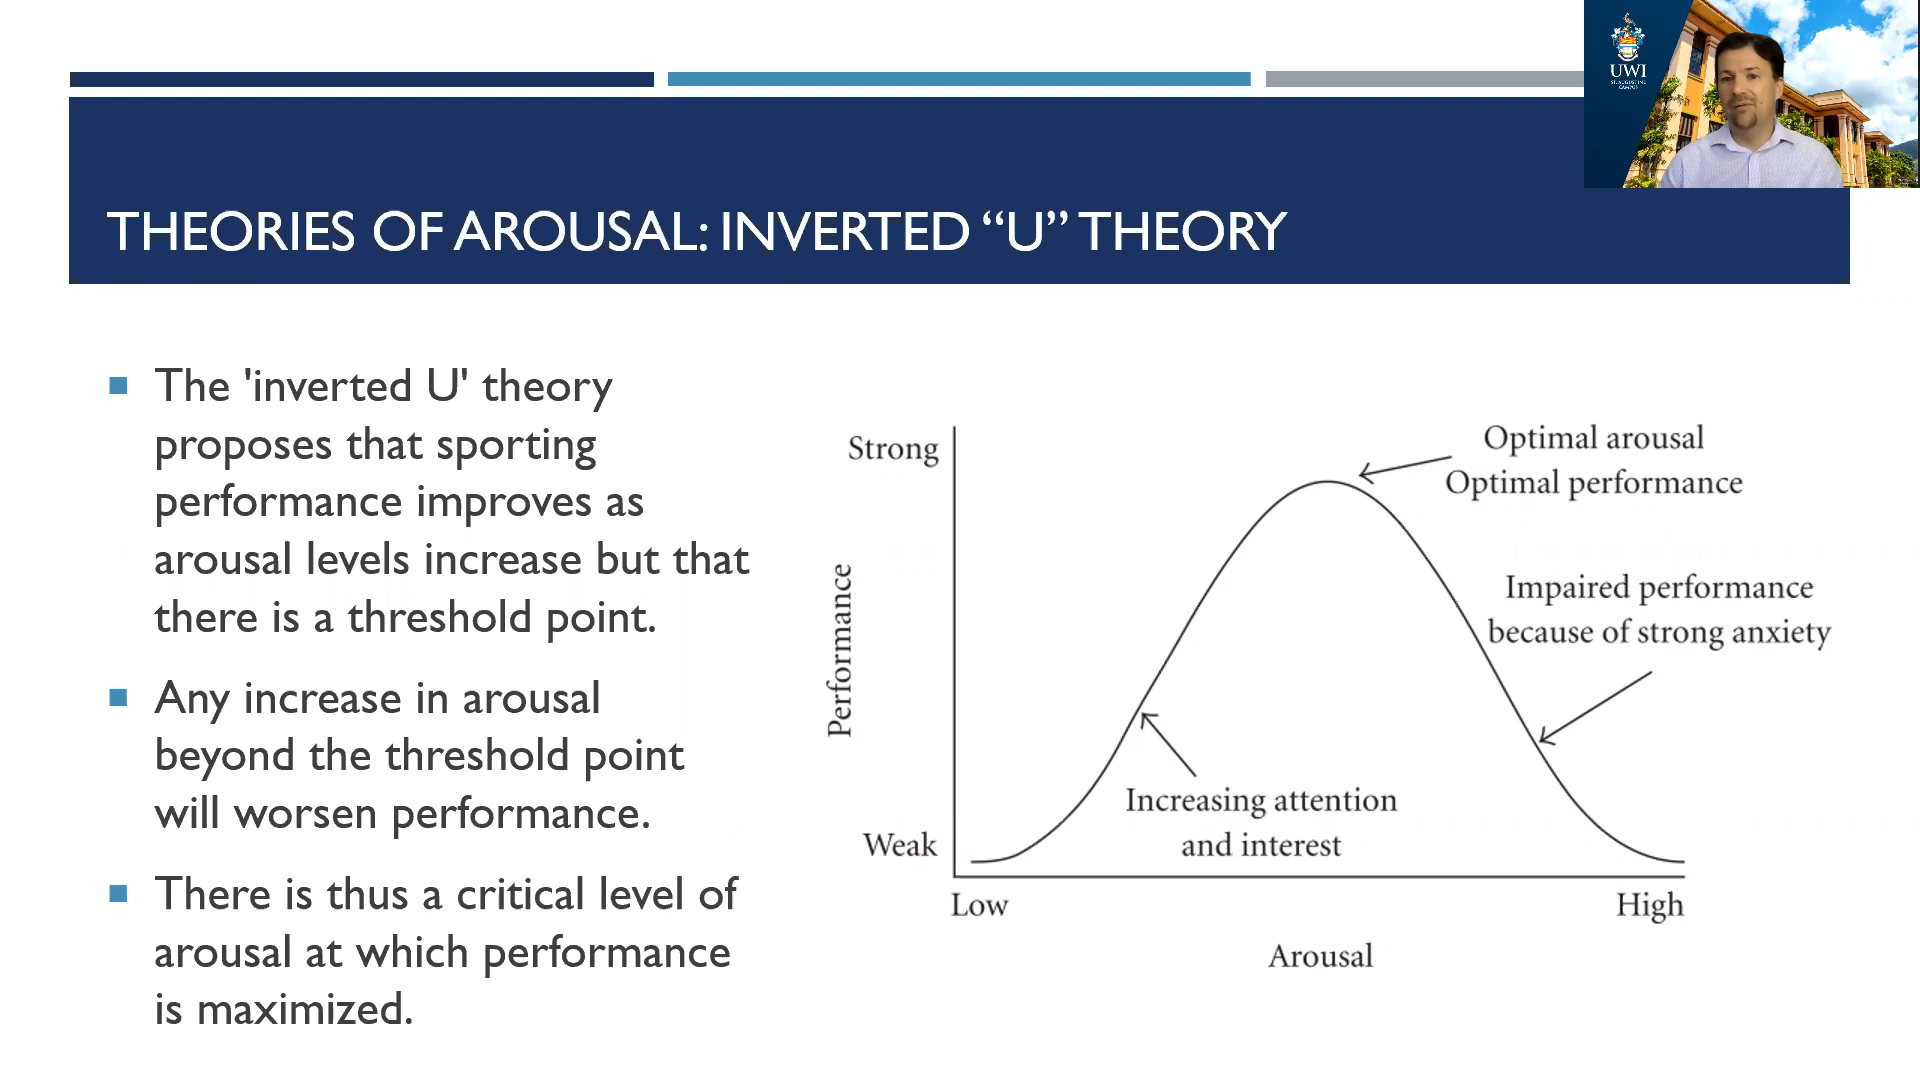 UWI
ST. AUGUSTINE
CAMPUS
THEORIES OF AROUSAL: INVERTED “U” THEORY
The 'inverted U' theory
proposes that sporting
performance improves as
arousal levels increase but that
there is a threshold point.
Any increase in arousal
beyond the threshold point
will worsen performance.
There is thus a critical level of
arousal at which performance
is maximized.
Strong
Optimal arousal
Optimal performance
Impaired performance
because of strong anxiety
Performance
Increasing attention
and interest
Weak
Low
High
Arousal